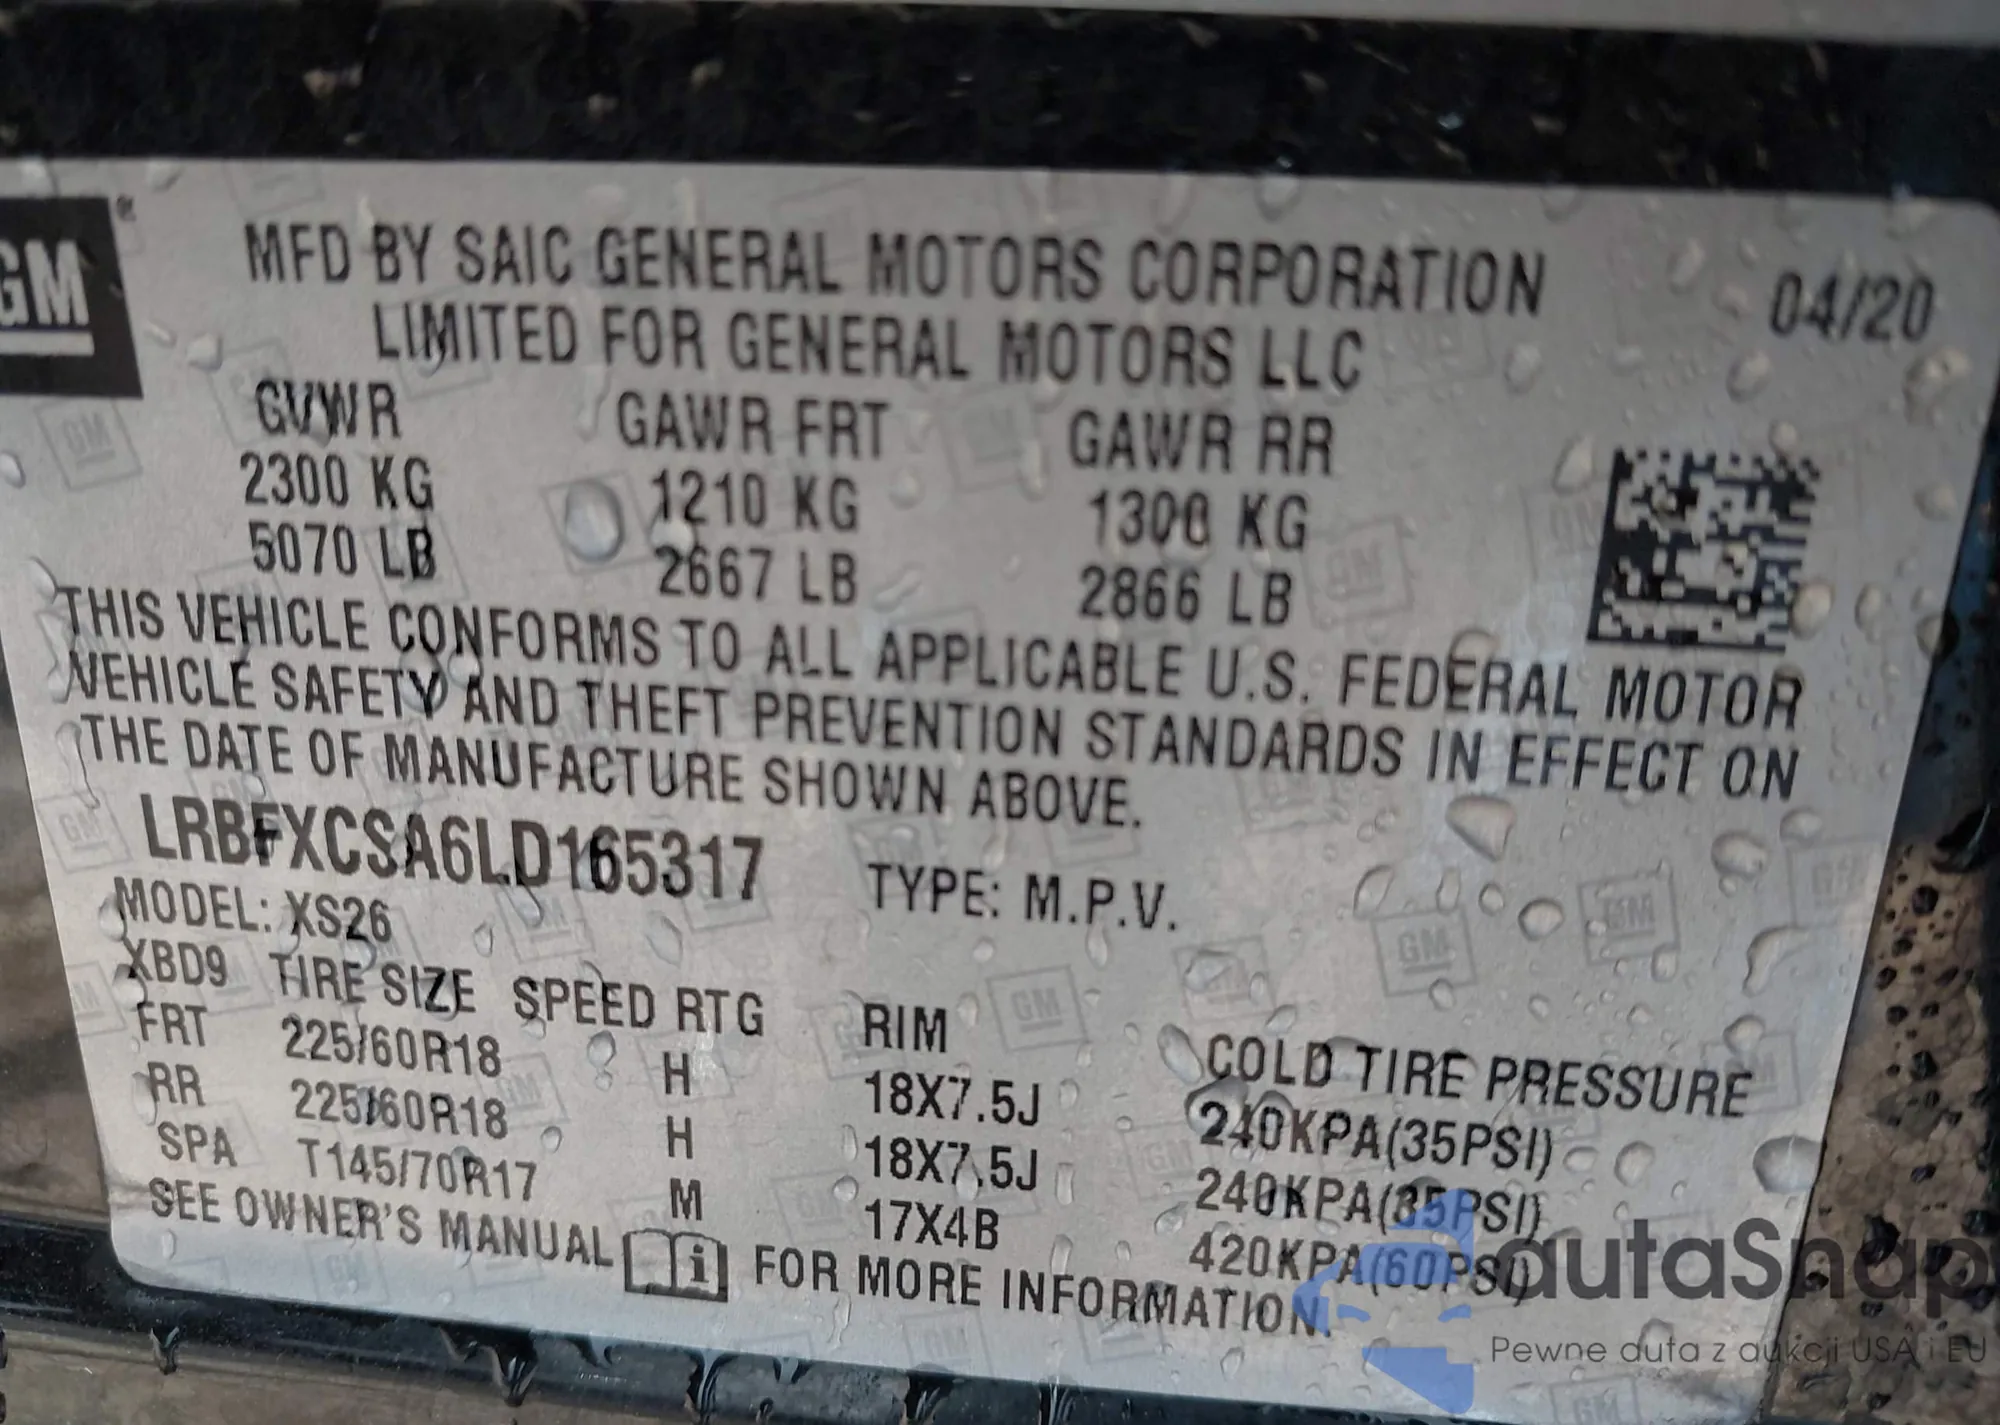 GM
MFD BY SAIC GENERAL MOTORS CORPORATION 04/20
LIMITED FOR GENERAL MOTORS LLC
GVWR GAWR FRT GAWR RR
2300 KG 1210 KG 1300 KG
5070 LB 2667 LB 2866 LB
THIS VEHICLE CONFORMS TO ALL APPLICABLE U.S. FEDERAL MOTOR
VEHICLE SAFETY AND THEFT PREVENTION STANDARDS IN EFFECT ON
THE DATE OF MANUFACTURE SHOWN ABOVE.
LRBFXCSA6LD165317 TYPE: M.P.V.
MODEL: XS26
XBD9 TIRE SIZE SPEED RTG RIM COLD TIRE PRESSURE
FRT 225/60R18 H 18X7.5J 240KPA(35PSI)
RR 225/60R18 H 18X7.5J 240KPA(35PSI)
SPA T145/70R17 M 17X4B 420KPA(60PSI)
SEE OWNER'S MANUAL i FOR MORE INFORMATION.
autaSnap
Pewne auta z aukcji USA i EU